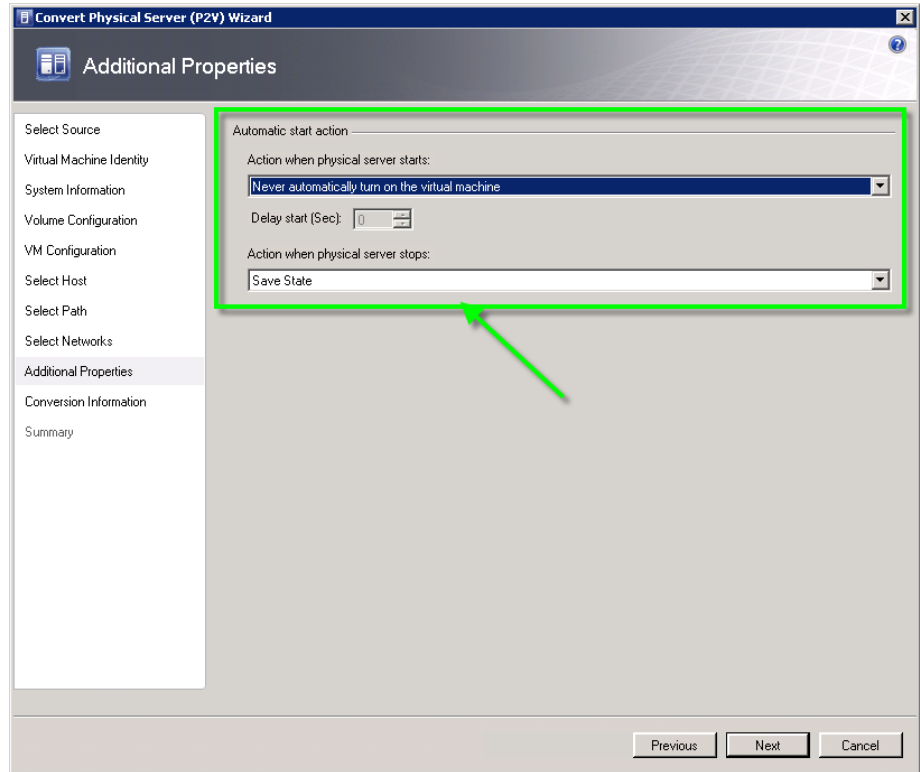 Convert Physical Server (P2V) Wizard
Additional Properties
Select Source
Virtual Machine Identity
System Information
Volume Configuration
VM Configuration
Select Host
Select Path
Select Networks
Additional Properties
Conversion Information
Summary
Automatic start action
Action when physical server starts:
Never automatically turn on the virtual machine
Delay start (Sec): 0
Action when physical server stops:
Save State
Previous Next Cancel